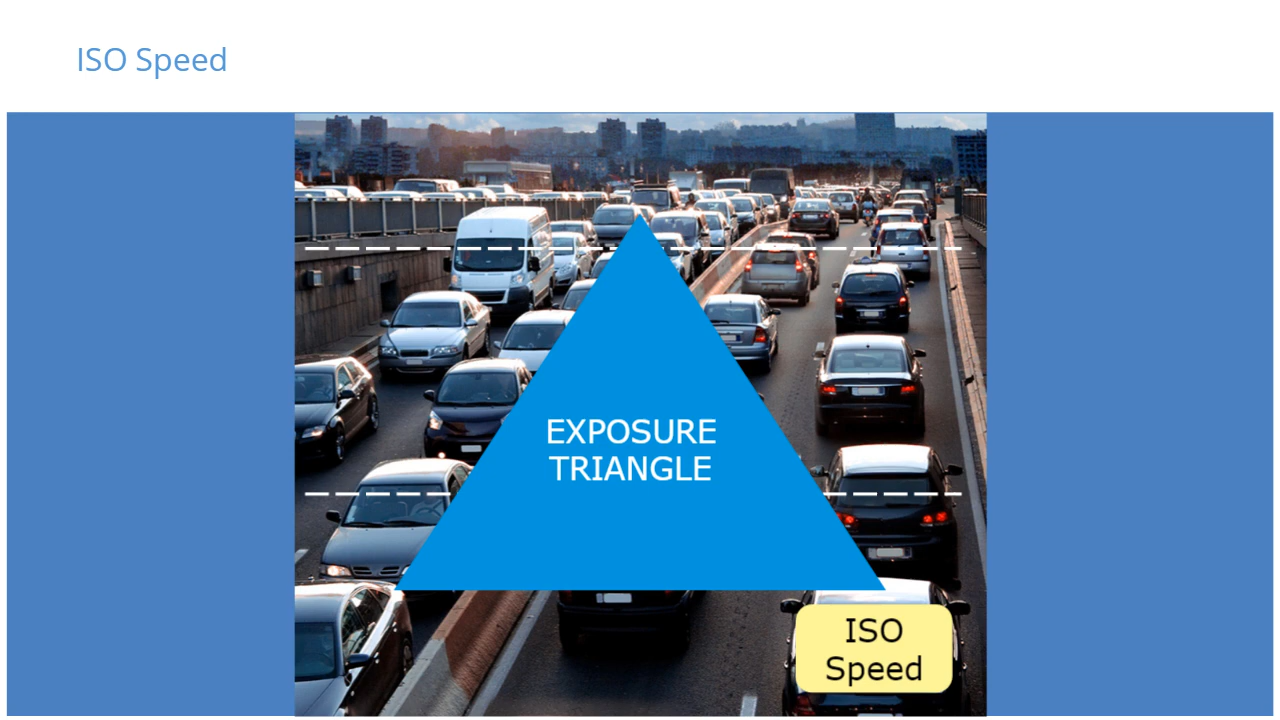 ISO Speed
EXPOSURE
TRIANGLE
ISO
Speed